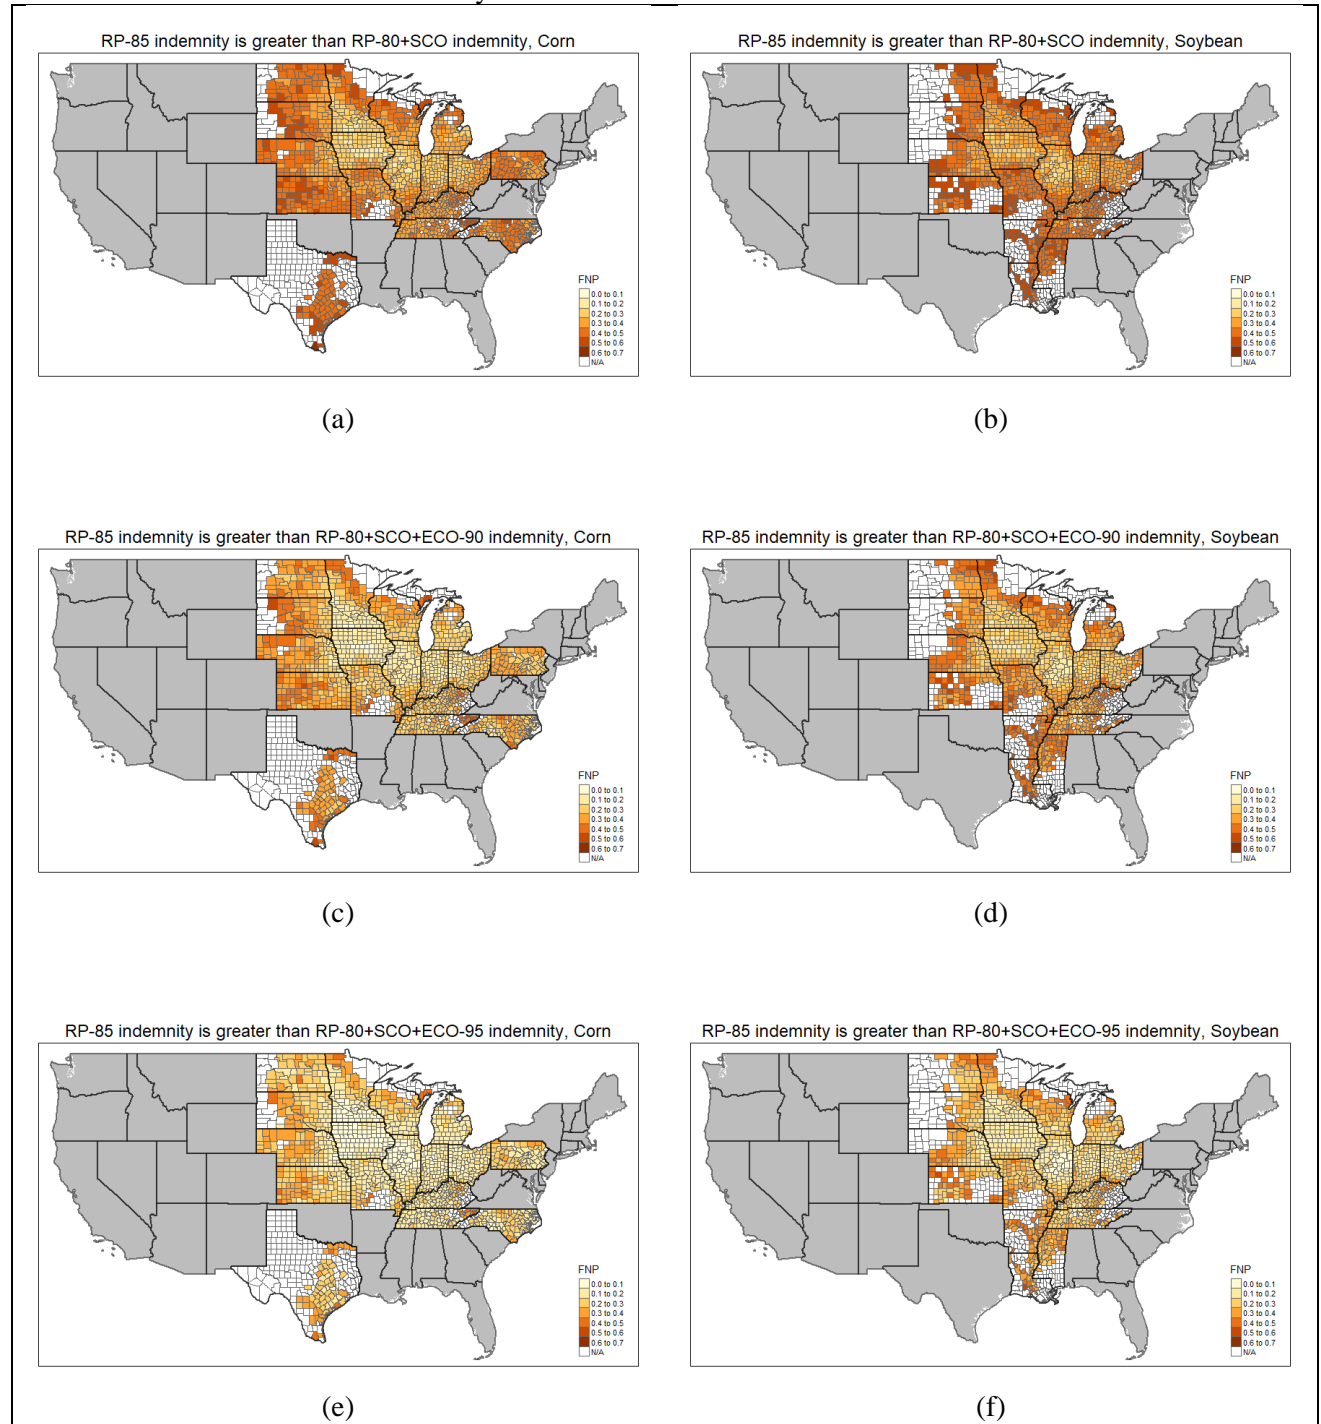 RP-85 indemnity is greater than RP-80+SCO indemnity, Corn
FNP
0.0 to 0.1
0.1 to 0.2
0.2 to 0.3
0.3 to 0.4
0.4 to 0.5
0.5 to 0.6
0.6 to 0.7
N/A
(a)
RP-85 indemnity is greater than RP-80+SCO indemnity, Soybean
FNP
0.0 to 0.1
0.1 to 0.2
0.2 to 0.3
0.3 to 0.4
0.4 to 0.5
0.5 to 0.6
0.6 to 0.7
N/A
(b)
RP-85 indemnity is greater than RP-80+SCO+ECO-90 indemnity, Corn
FNP
0.0 to 0.1
0.1 to 0.2
0.2 to 0.3
0.3 to 0.4
0.4 to 0.5
0.5 to 0.6
0.6 to 0.7
N/A
(c)
RP-85 indemnity is greater than RP-80+SCO+ECO-90 indemnity, Soybean
FNP
0.0 to 0.1
0.1 to 0.2
0.2 to 0.3
0.3 to 0.4
0.4 to 0.5
0.5 to 0.6
0.6 to 0.7
N/A
(d)
RP-85 indemnity is greater than RP-80+SCO+ECO-95 indemnity, Corn
FNP
0.0 to 0.1
0.1 to 0.2
0.2 to 0.3
0.3 to 0.4
0.4 to 0.5
0.5 to 0.6
0.6 to 0.7
N/A
(e)
RP-85 indemnity is greater than RP-80+SCO+ECO-95 indemnity, Soybean
FNP
0.0 to 0.1
0.1 to 0.2
0.2 to 0.3
0.3 to 0.4
0.4 to 0.5
0.5 to 0.6
0.6 to 0.7
N/A
(f)